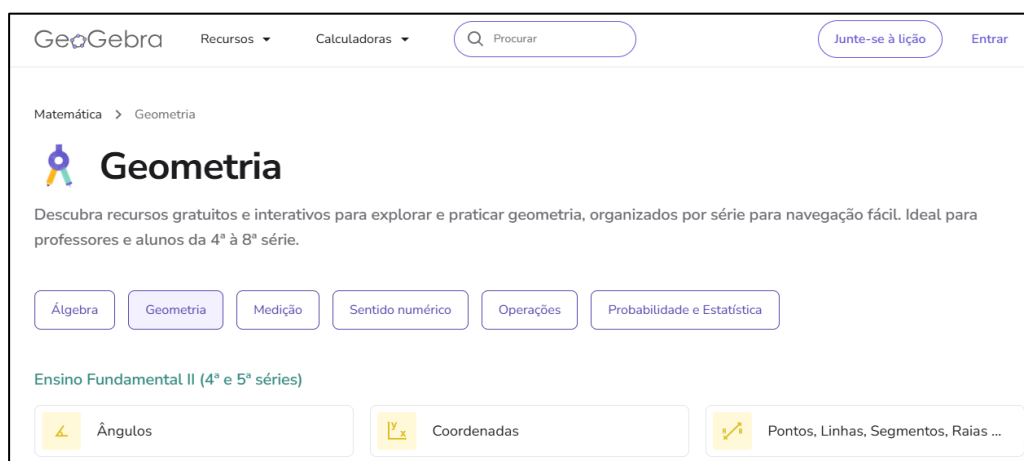 GeoGebra Recursos Calculadoras Procurar Junte-se à lição Entrar
Matemática > Geometria
Geometria
Descubra recursos gratuitos e interativos para explorar e praticar geometria, organizados por série para navegação fácil. Ideal para
professores e alunos da 4ª à 8ª série.
Álgebra Geometria Medição Sentido numérico Operações Probabilidade e Estatística
Ensino Fundamental II (4ª e 5ª séries)
Ângulos Coordenadas Pontos, Linhas, Segmentos, Raias ...